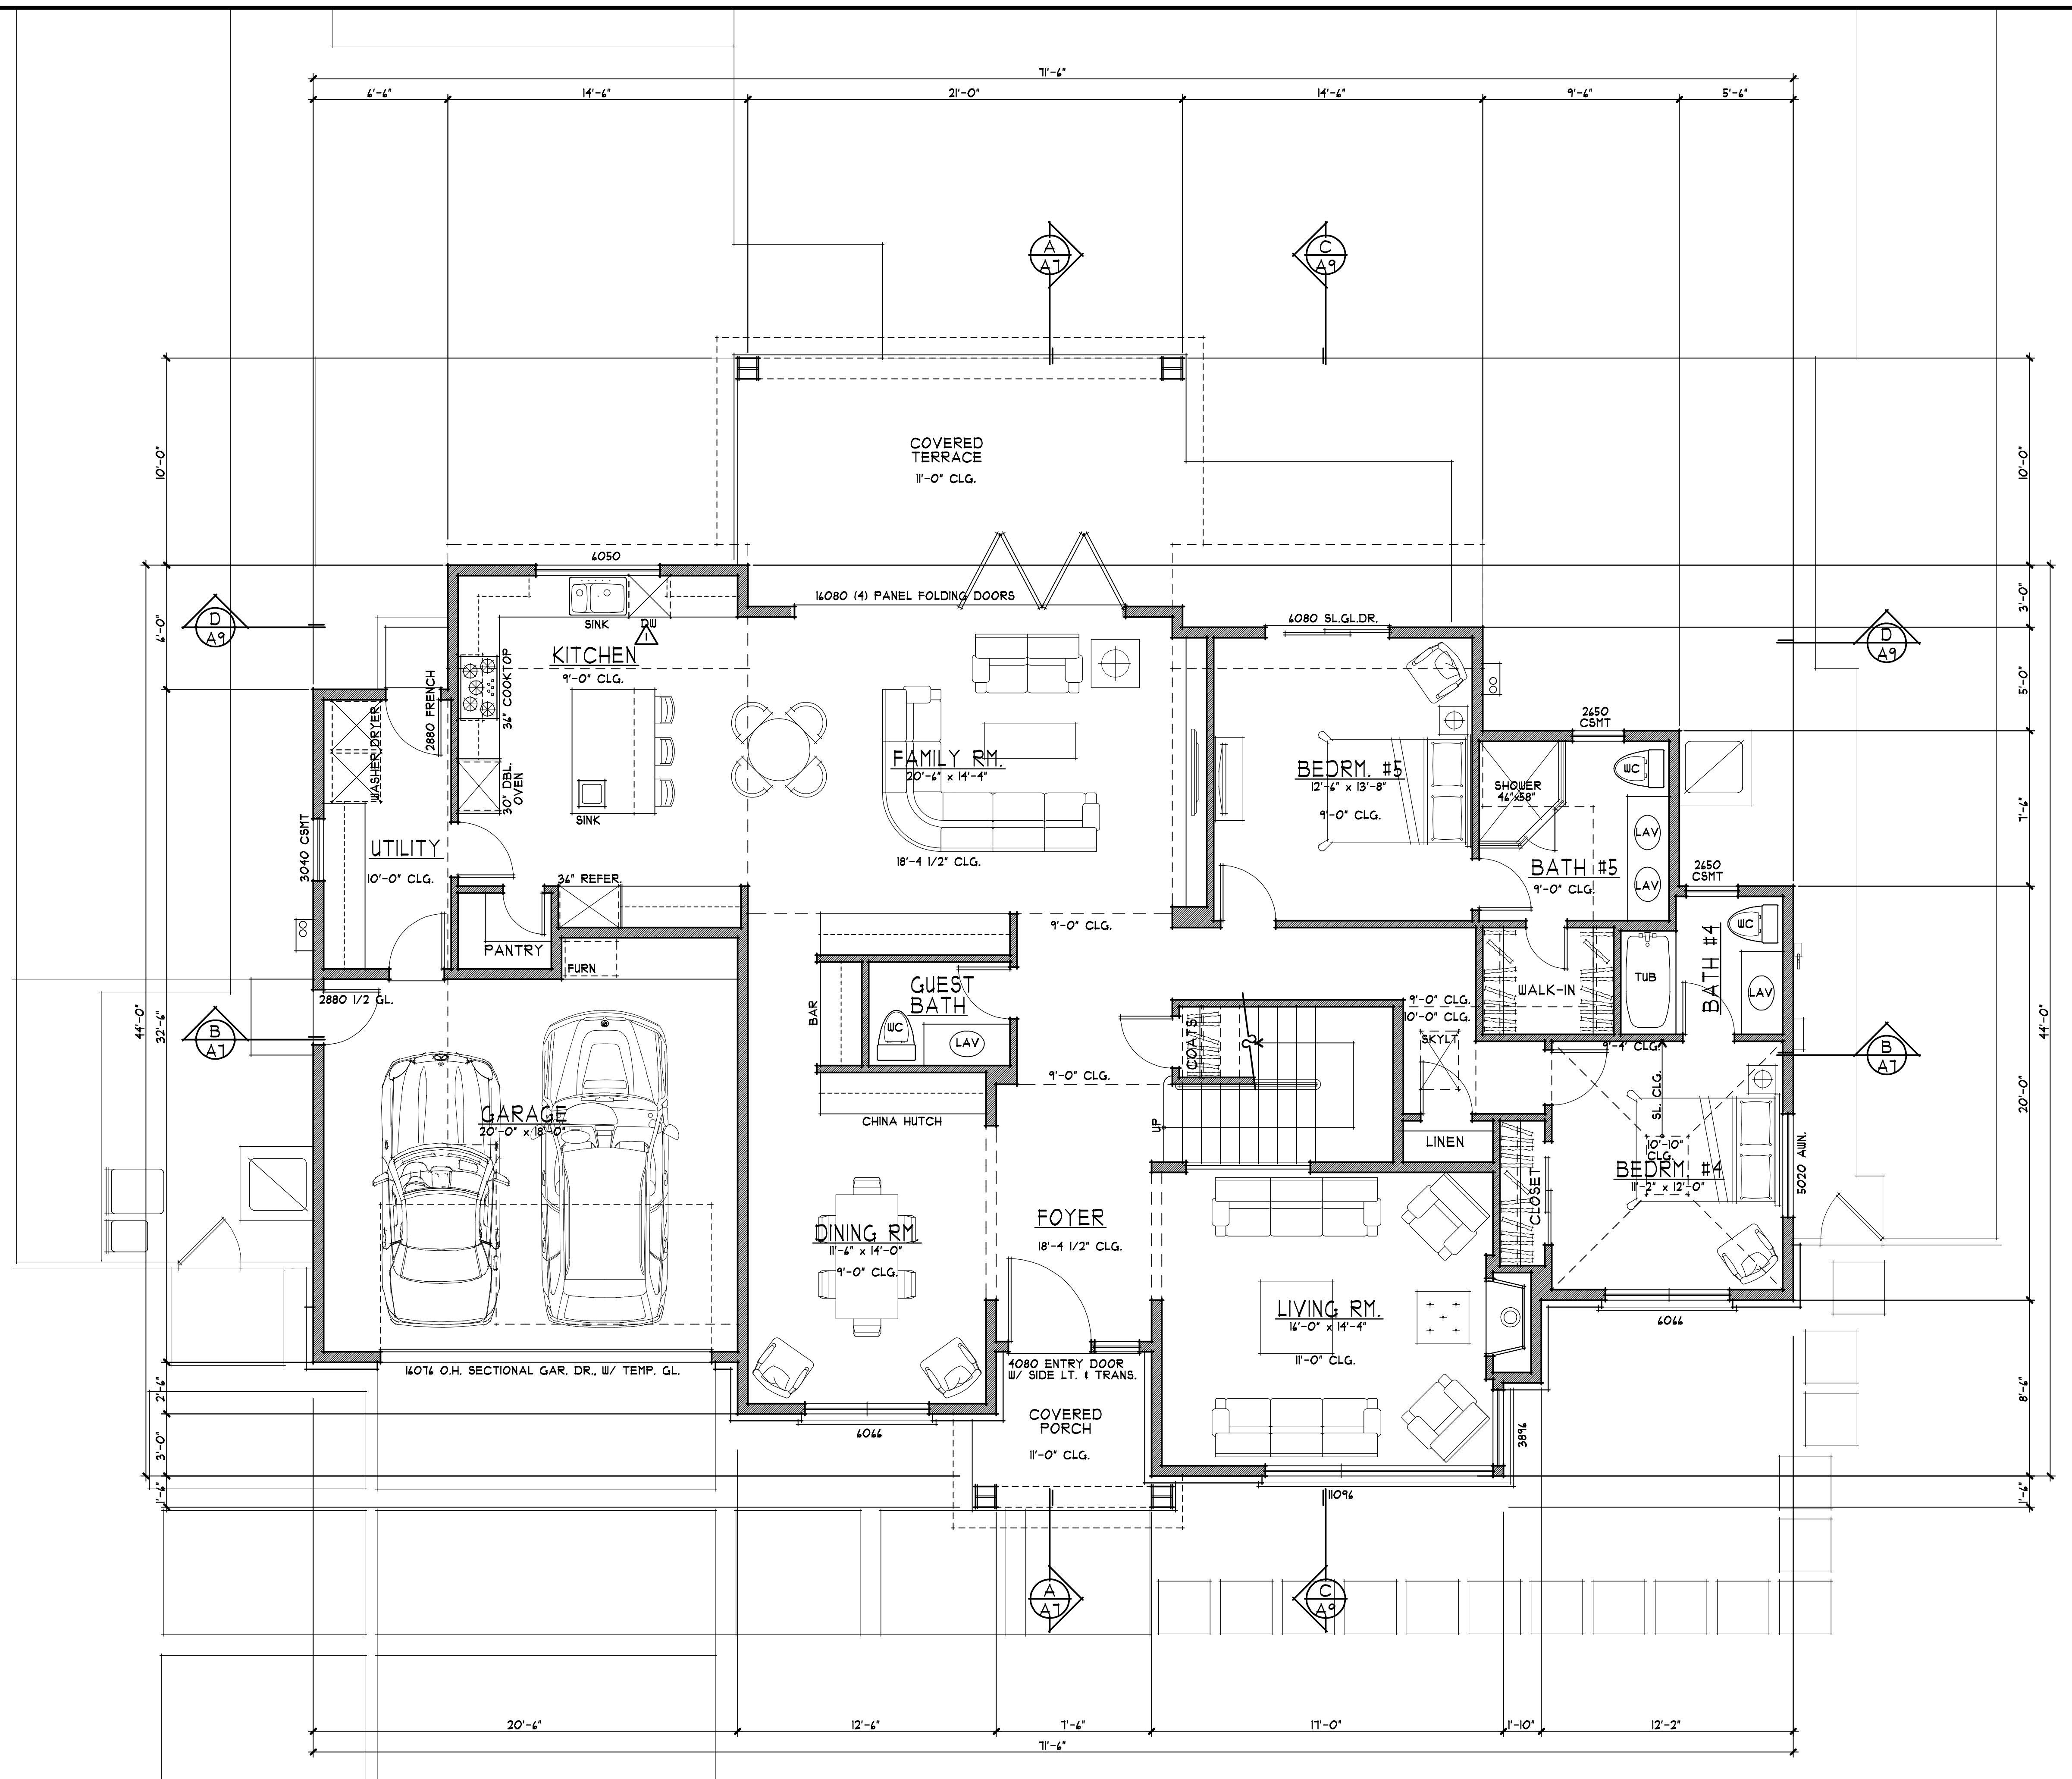 71'-6"
6'-6"
14'-6"
21'-0"
14'-6"
9'-6"
5'-6"
A
A7
C
A9
10'-0"
COVERED
TERRACE
11'-0" CLG.
10'-0"
6050
16080 (4) PANEL FOLDING DOORS
6080 SL.GL.DR.
3'-0"
D
A9
6'-0"
SINK
DW
1
D
A9
KITCHEN
9'-0" CLG.
36" COOKTOP
2880 FRENCH
5'-0"
WASHER
DRYER
2650
CSMT
FAMILY RM.
20'-6" x 14'-4"
BEDRM. #5
12'-6" x 13'-8"
9'-0" CLG.
WC
SHOWER
46"x58"
30" DBL.
OVEN
SINK
7'-6"
LAV
3040 CSMT
UTILITY
10'-0" CLG.
18'-4 1/2" CLG.
BATH #5
9'-0" CLG.
LAV
2650
CSMT
36" REFER.
PANTRY
FURN
9'-0" CLG.
WC
BATH #4
TUB
LAV
WALK-IN
GUEST
BATH
WC
LAV
BAR
2880 1/2 GL.
9'-0" CLG.
10'-0" CLG.
SKYLT
COATS
B
A7
44'-0"
32'-6"
44'-0"
B
A7
9'-4" CLG.
9'-0" CLG.
SL. CLG.
20'-0"
GARAGE
20'-0" x 18'-0"
CHINA HUTCH
UP
LINEN
10'-10"
CLG.
BEDRM. #4
11'-2" x 12'-0"
5020 AWN.
CLOSET
DINING RM.
11'-6" x 14'-0"
9'-0" CLG.
FOYER
18'-4 1/2" CLG.
LIVING RM.
16'-0" x 14'-4"
11'-0" CLG.
6066
16076 O.H. SECTIONAL GAR. DR., W/ TEMP. GL.
4080 ENTRY DOOR
W/ SIDE LT. & TRANS.
2'-6"
8'-6"
COVERED
PORCH
11'-0" CLG.
6066
3896
3'-0"
11096
1'-6"
1'-6"
A
A7
C
A9
20'-6"
12'-6"
7'-6"
17'-0"
1'-10"
12'-2"
71'-6"